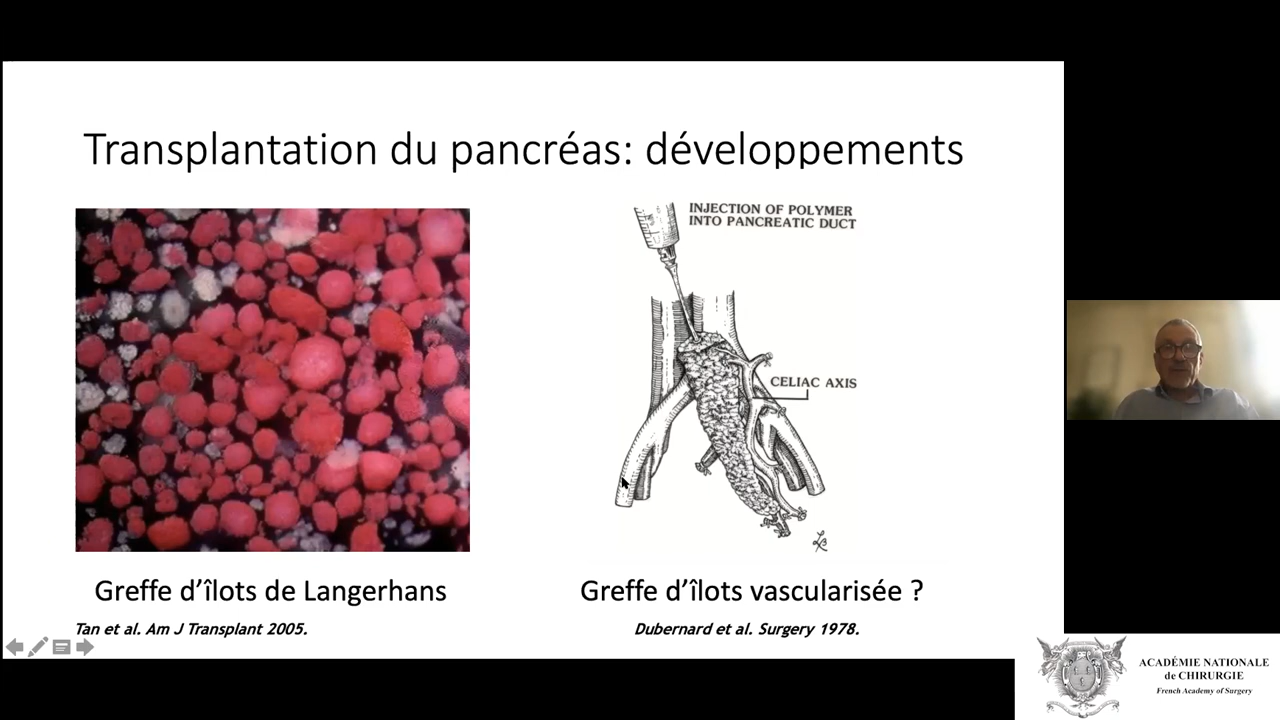 Transplantation du pancréas: développements
INJECTION OF POLYMER
INTO PANCREATIC DUCT
CELIAC AXIS
Greffe d’îlots de Langerhans
Tan et al. Am J Transplant 2005.
Greffe d’îlots vascularisée ?
Dubernard et al. Surgery 1978.
ACADÉMIE NATIONALE
de CHIRURGIE
French Academy of Surgery